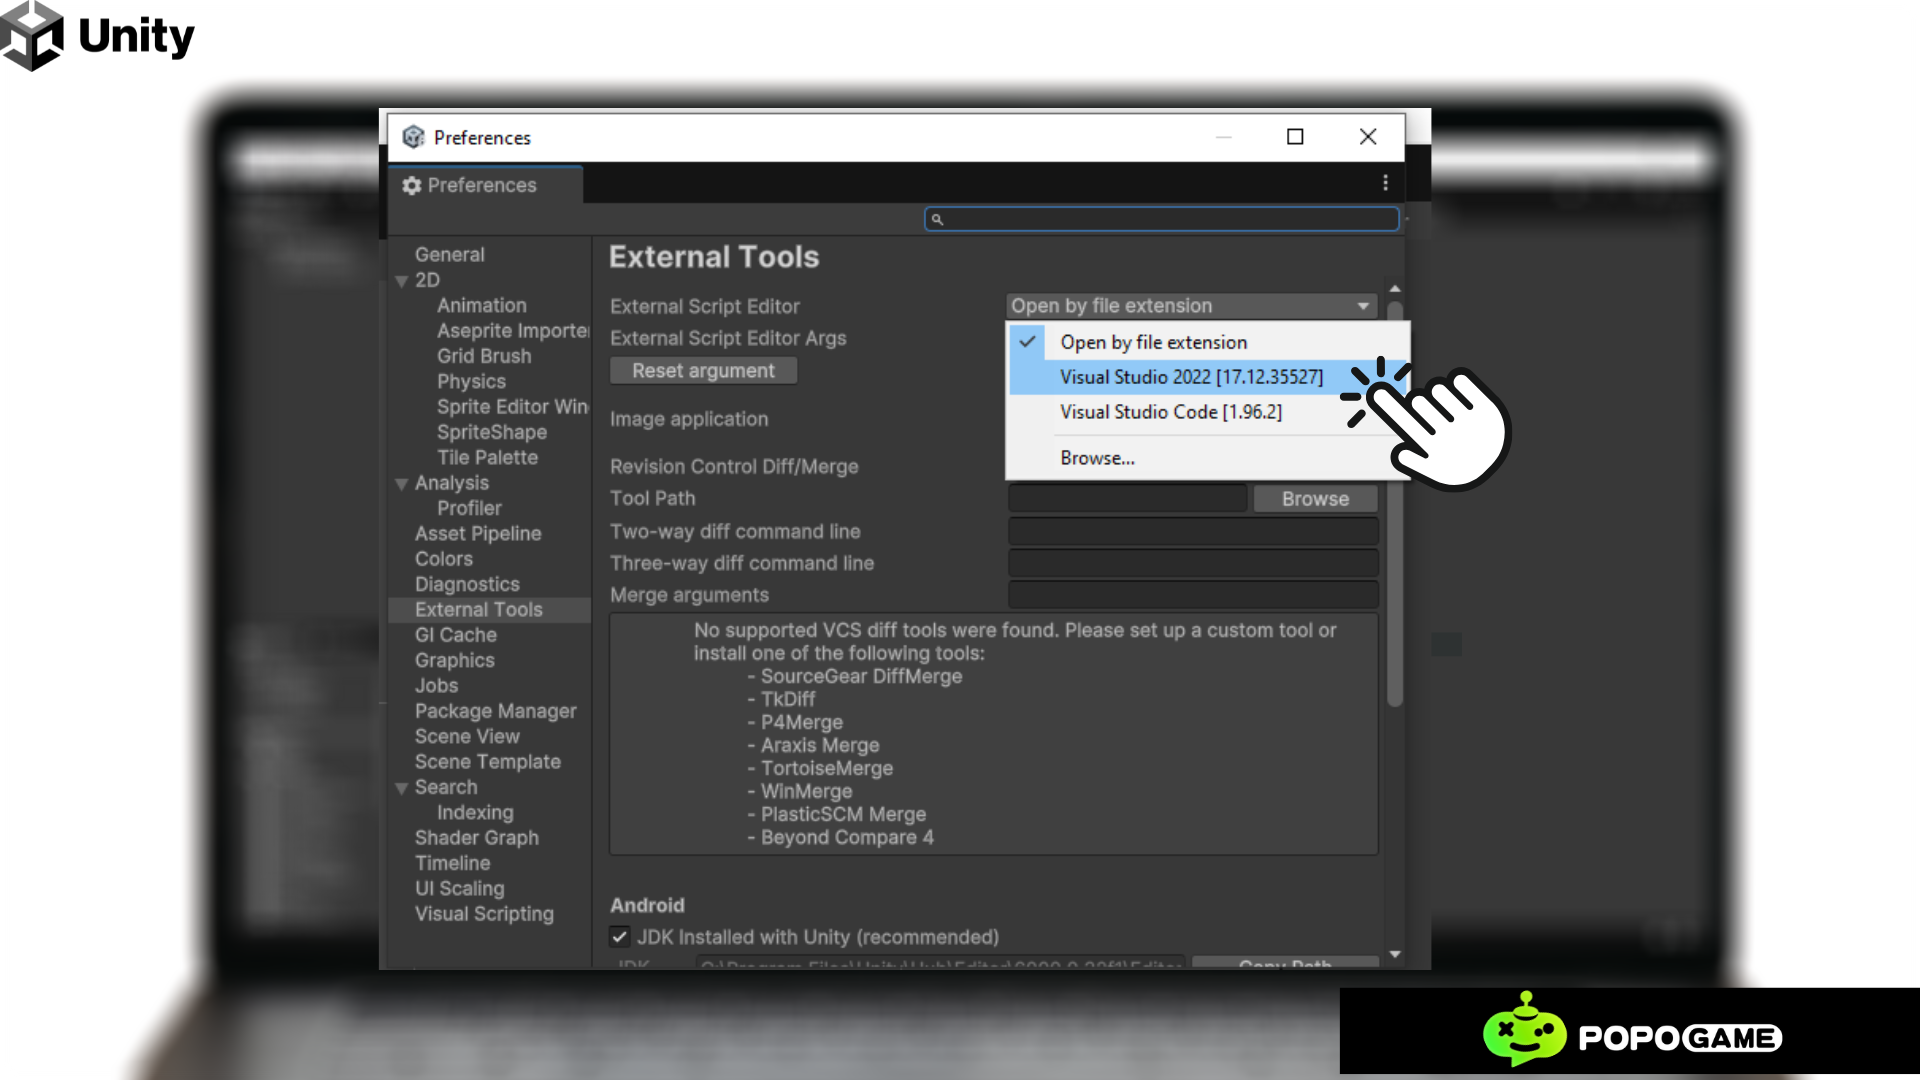 Unity
Preferences
Preferences
General
2D
Animation
Aseprite Importe
Grid Brush
Physics
Sprite Editor Win
SpriteShape
Tile Palette
Analysis
Profiler
Asset Pipeline
Colors
Diagnostics
External Tools
GI Cache
Graphics
Jobs
Package Manager
Scene View
Scene Template
Search
Indexing
Shader Graph
Timeline
UI Scaling
Visual Scripting
External Tools
External Script Editor
Open by file extension
External Script Editor Args
Reset argument
Image application
Revision Control Diff/Merge
Open by file extension
Visual Studio 2022 [17.12.35527]
Visual Studio Code [1.96.2]
Browse...
Tool Path
Browse
Two-way diff command line
Three-way diff command line
Merge arguments
No supported VCS diff tools were found. Please set up a custom tool or
install one of the following tools:
- SourceGear DiffMerge
- TkDiff
- P4Merge
- Araxis Merge
- TortoiseMerge
- WinMerge
- PlasticSCM Merge
- Beyond Compare 4
Android
JDK Installed with Unity (recommended)
JDK
Copy Path
POPOGAME